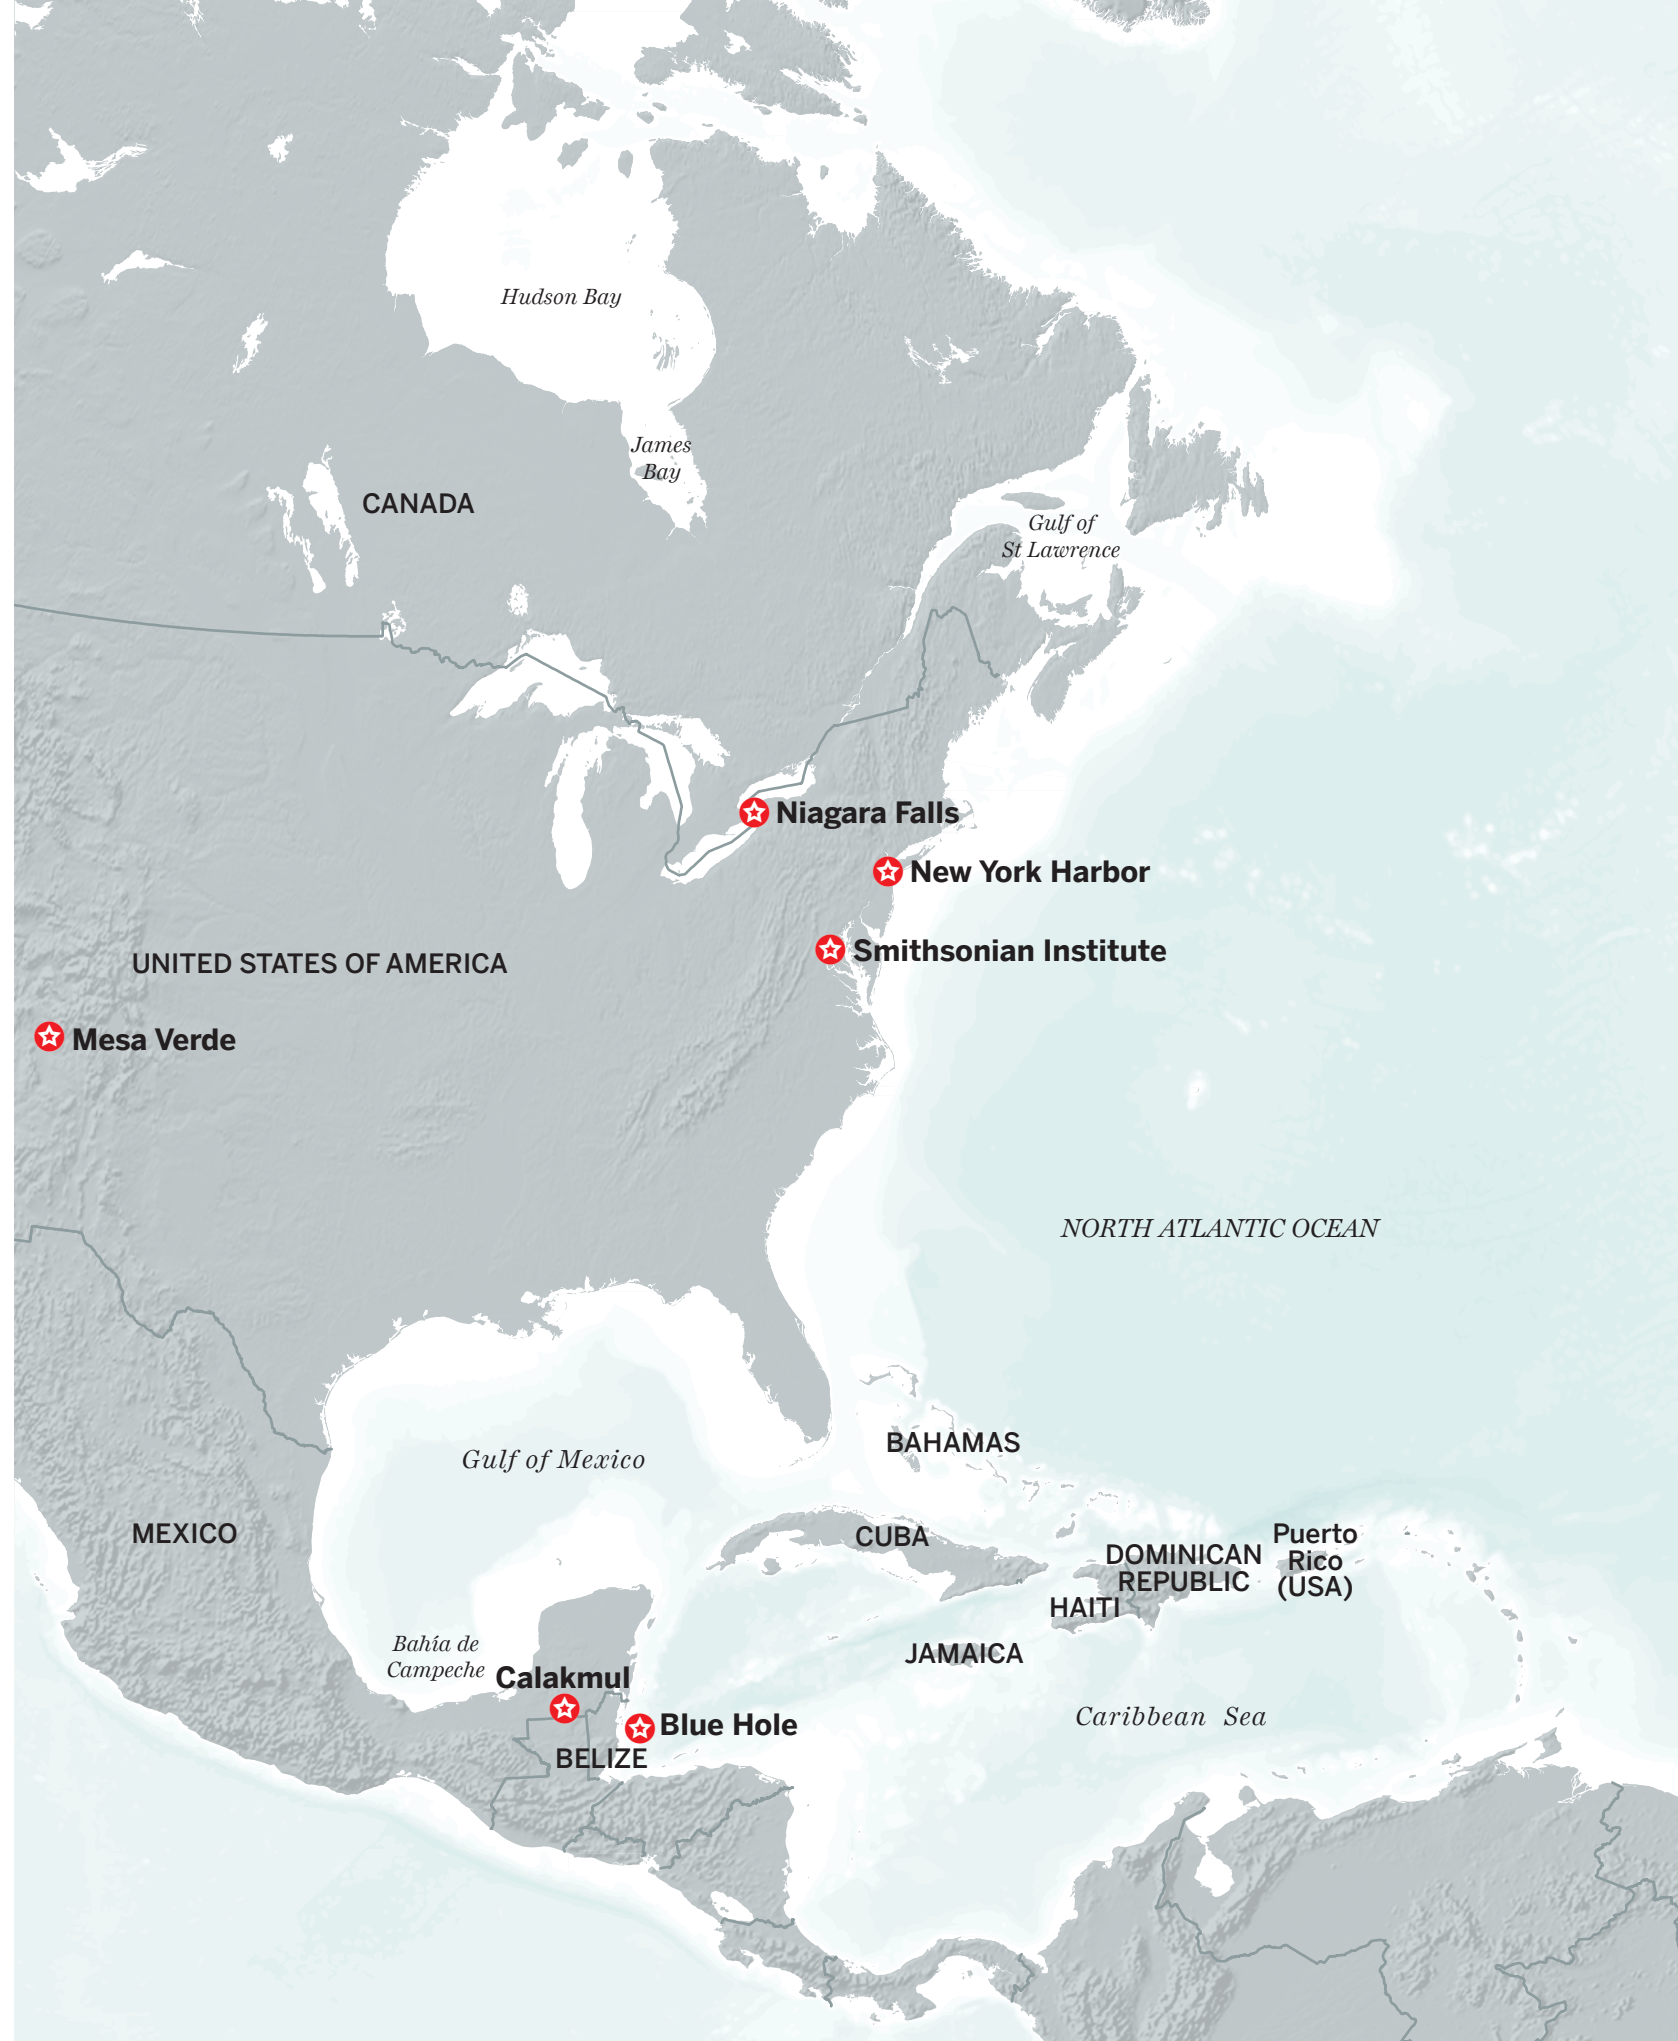 Hudson Bay
James
Bay
CANADA
Gulf of
St Lawrence
Niagara Falls
New York Harbor
Smithsonian Institute
UNITED STATES OF AMERICA
Mesa Verde
NORTH ATLANTIC OCEAN
BAHAMAS
Gulf of Mexico
MEXICO
CUBA
DOMINICAN
REPUBLIC
Puerto
Rico
(USA)
HAITI
JAMAICA
Bahía de
Campeche
Calakmul
Caribbean Sea
Blue Hole
BELIZE